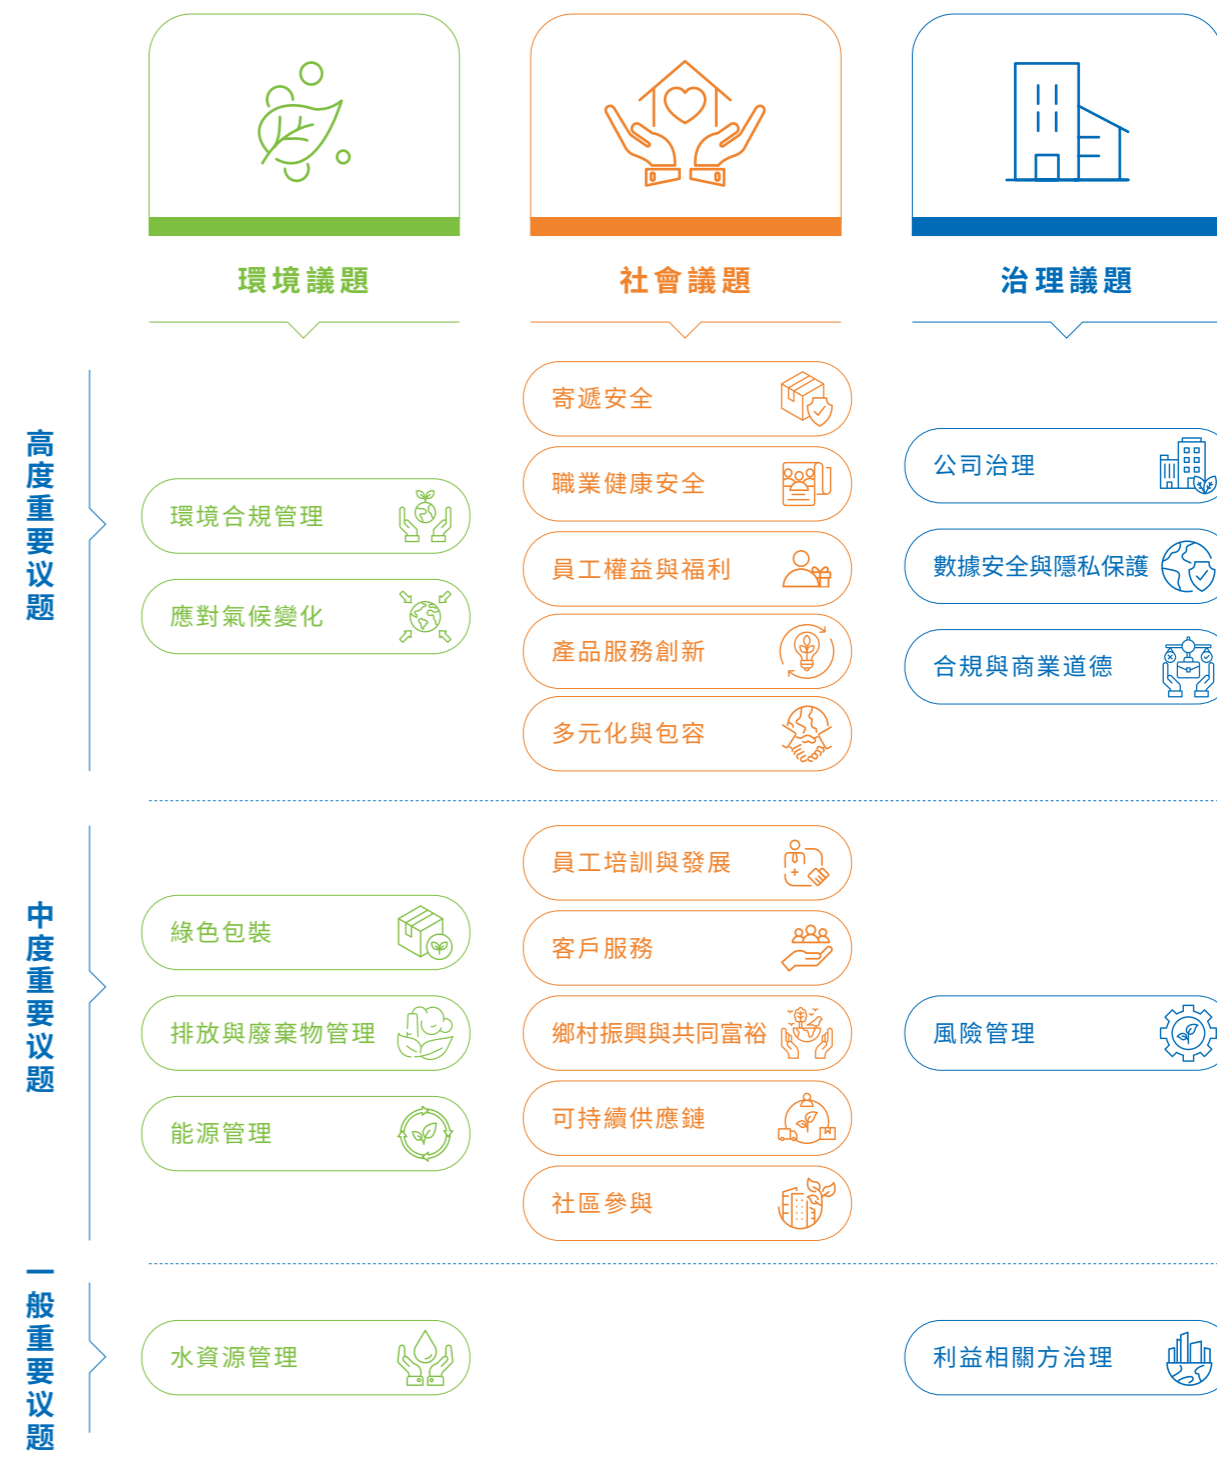 環境議題
社會議題
治理議題
高度重要议题
環境合規管理
應對氣候變化
寄遞安全
職業健康安全
員工權益與福利
產品服務創新
多元化與包容
公司治理
數據安全與隱私保護
合規與商業道德
中度重要议题
綠色包裝
排放與廢棄物管理
能源管理
員工培訓與發展
客戶服務
鄉村振興與共同富裕
可持續供應鏈
社區參與
風險管理
一般重要议题
水資源管理
利益相關方治理